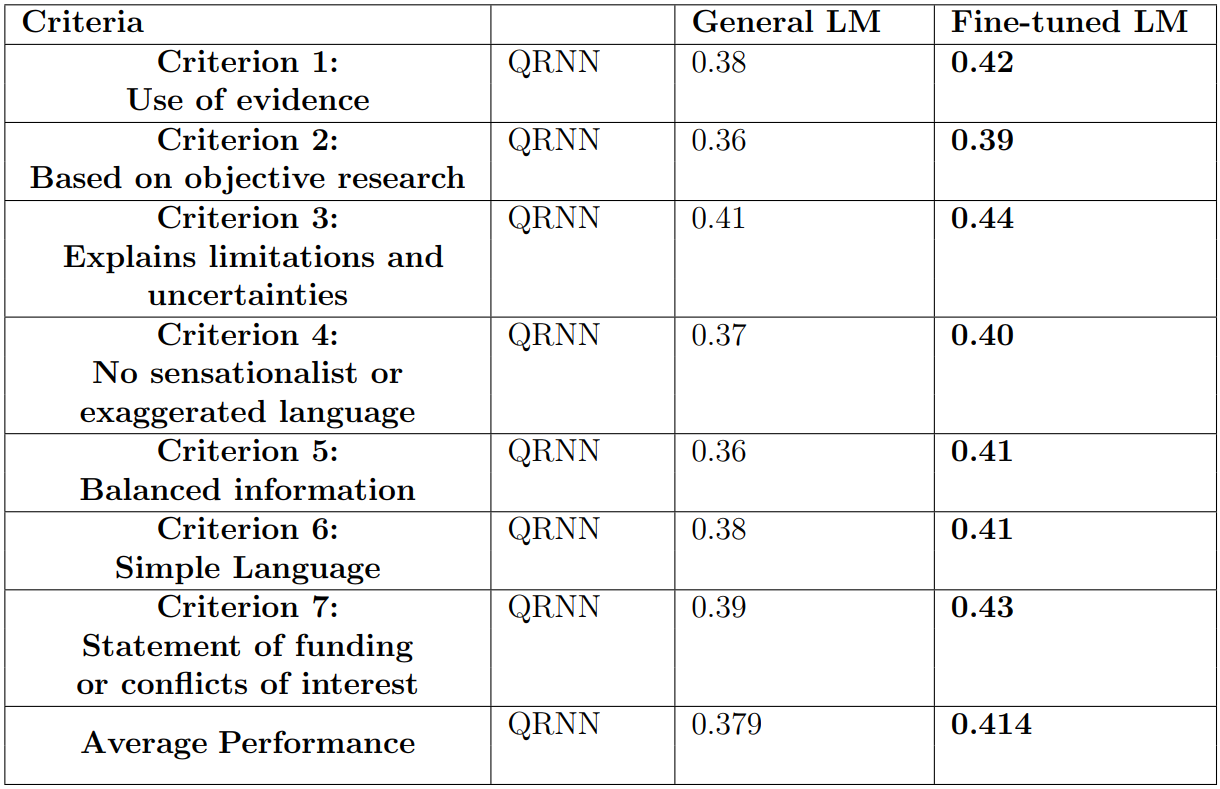 Criteria General LM Fine-tuned LM
Criterion 1: QRNN 0.38 0.42
Use of evidence
Criterion 2: QRNN 0.36 0.39
Based on objective research
Criterion 3: QRNN 0.41 0.44
Explains limitations and
uncertainties
Criterion 4: QRNN 0.37 0.40
No sensationalist or
exaggerated language
Criterion 5: QRNN 0.36 0.41
Balanced information
Criterion 6: QRNN 0.38 0.41
Simple Language
Criterion 7: QRNN 0.39 0.43
Statement of funding
or conflicts of interest
Average Performance QRNN 0.379 0.414